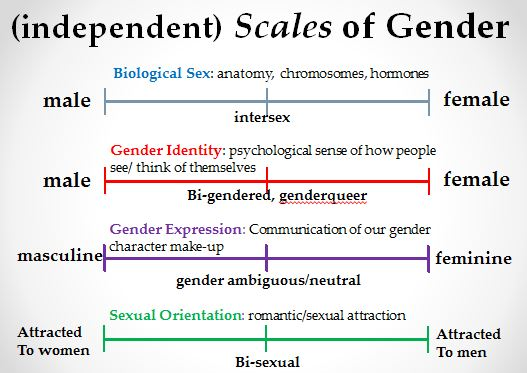 (independent) Scales of Gender
Biological Sex: anatomy, chromosomes, hormones
male
female
intersex
Gender Identity: psychological sense of how people
see/ think of themselves
male
female
Bi-gendered, genderqueer
Gender Expression: Communication of our gender
character make-up
masculine
feminine
gender ambiguous/neutral
Sexual Orientation: romantic/sexual attraction
Attracted
To women
Attracted
To men
Bi-sexual